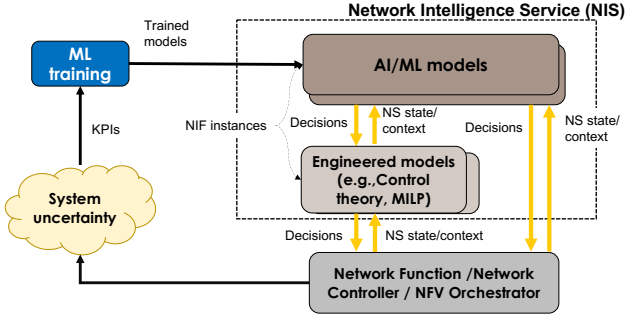 Network Intelligence Service (NIS)
Trained
models
ML
training
AI/ML models
KPIs
NIF instances
Decisions
NS state/
context
Decisions
NS state/
context
Engineered models
(e.g.,Control
theory, MILP)
System
uncertainty
Decisions
NS state/context
Network Function /Network
Controller / NFV Orchestrator